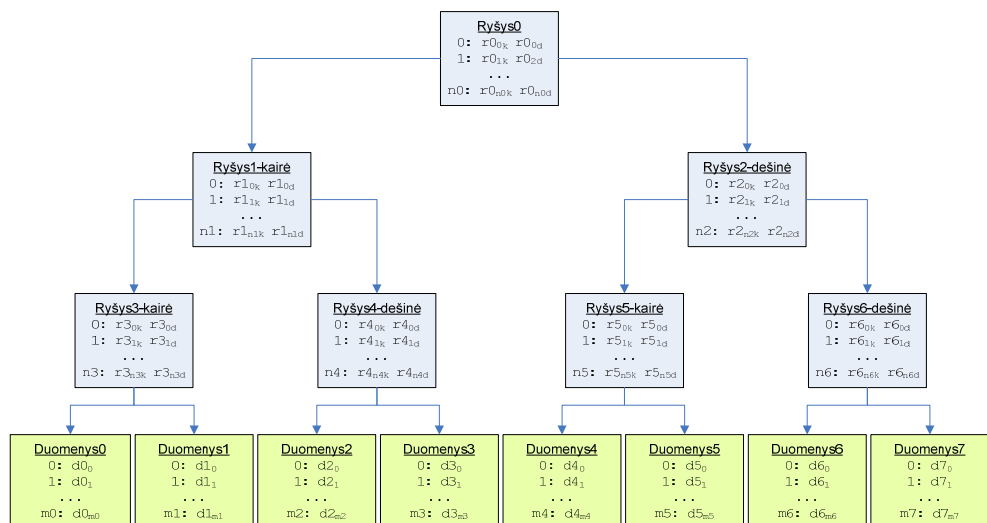 Ryšys0
0: r0₀ₖ r0₀d
1: r0₁ₖ r0₂d
...
n0: r0ₙ₀ₖ r0ₙ₀d
Ryšys1-kairė
0: r1₀ₖ r1₀d
1: r1₁ₖ r1₁d
...
n1: r1ₙ₁ₖ r1ₙ₁d
Ryšys2-dešinė
0: r2₀ₖ r2₀d
1: r2₁ₖ r2₁d
...
n2: r2ₙ₂ₖ r2ₙ₂d
Ryšys3-kairė
0: r3₀ₖ r3₀d
1: r3₁ₖ r3₁d
...
n3: r3ₙ₃ₖ r3ₙ₃d
Ryšys4-dešinė
0: r4₀ₖ r4₀d
1: r4₁ₖ r4₁d
...
n4: r4ₙ₄ₖ r4ₙ₄d
Ryšys5-kairė
0: r5₀ₖ r5₀d
1: r5₁ₖ r5₁d
...
n5: r5ₙ₅ₖ r5ₙ₅d
Ryšys6-dešinė
0: r6₀ₖ r6₀d
1: r6₁ₖ r6₁d
...
n6: r6ₙ₆ₖ r6ₙ₆d
Duomenys0
0: d0₀
1: d0₁
...
m0: d0ₘ₀
Duomenys1
0: d1₀
1: d1₁
...
m1: d1ₘ₁
Duomenys2
0: d2₀
1: d2₁
...
m2: d2ₘ₂
Duomenys3
0: d3₀
1: d3₁
...
m3: d3ₘ₃
Duomenys4
0: d4₀
1: d4₁
...
m4: d4ₘ₄
Duomenys5
0: d5₀
1: d5₁
...
m5: d5ₘ₅
Duomenys6
0: d6₀
1: d6₁
...
m6: d6ₘ₆
Duomenys7
0: d7₀
1: d7₁
...
m7: d7ₘ₇